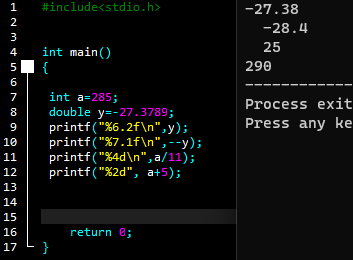 1 #include<stdio.h>
2
3
4 int main()
5 {
6
7 int a=285;
8 double y=-27.3789;
9 printf("%6.2f\n",y);
10 printf("%7.1f\n",--y);
11 printf("%4d\n",a/11);
12 printf("%2d", a+5);
13
14
15
16 return 0;
17 }
-27.38
-28.4
25
290
--------------
Process exit
Press any ke